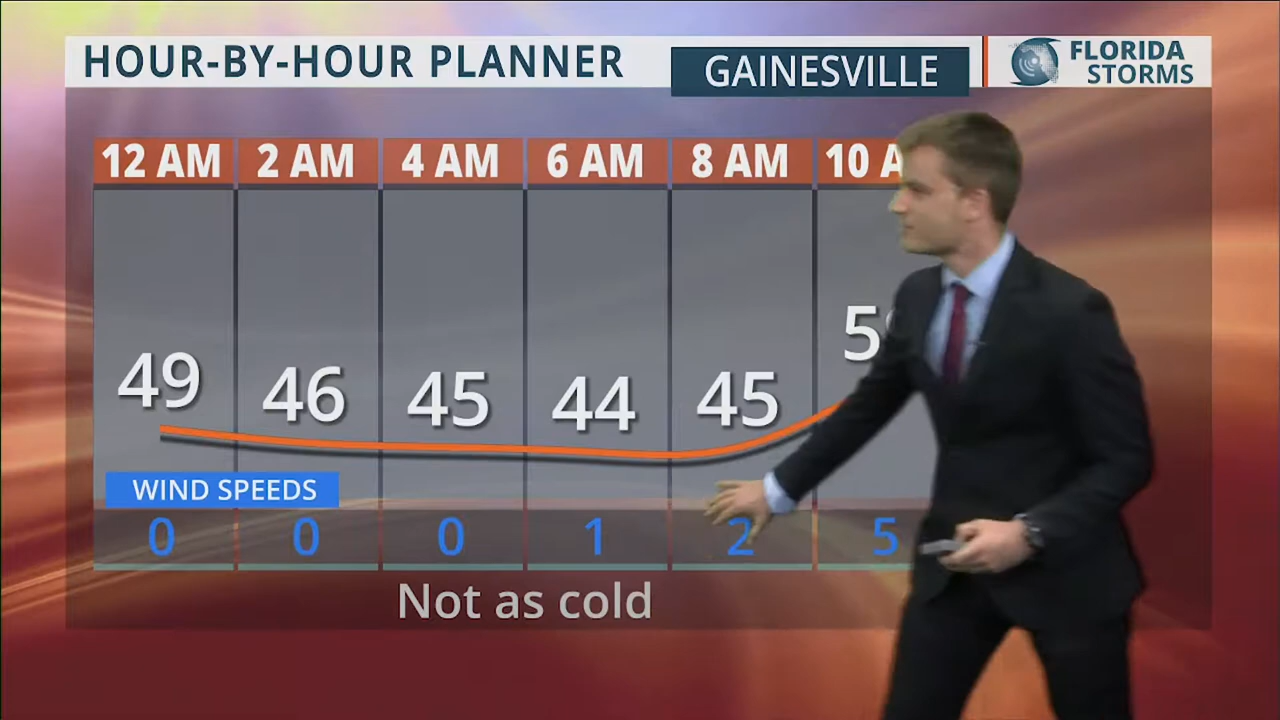 HOUR-BY-HOUR PLANNER
GAINESVILLE
FLORIDA
STORMS
12 AM 2 AM 4 AM 6 AM 8 AM 10
49 46 45 44 45
WIND SPEEDS
0 0 0 1 2 5
Not as cold